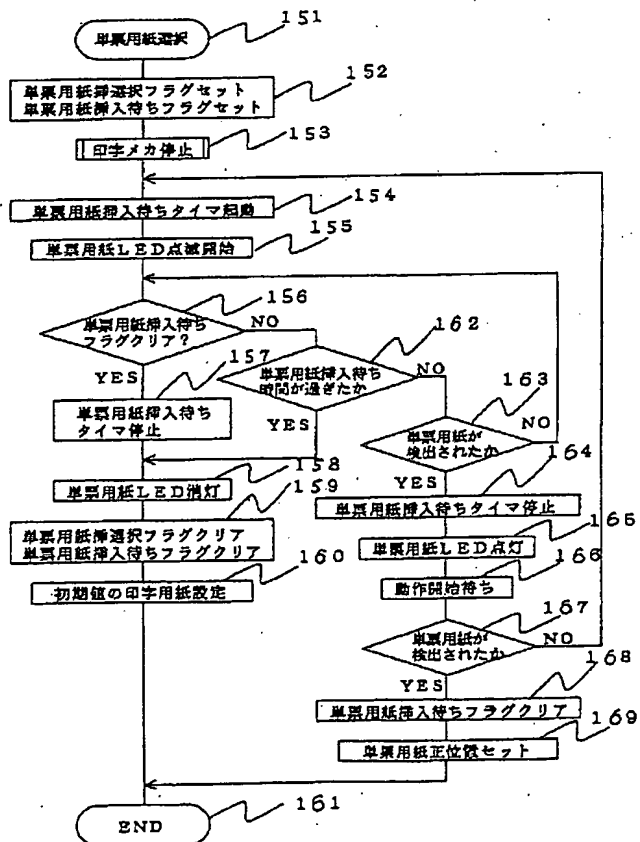 単票用紙選択
151
152
単票用紙挿選択フラグセット
単票用紙挿入待ちフラグセット
153
印字メカ停止
154
単票用紙挿入待ちタイマ起動
155
単票用紙LED点滅開始
156
単票用紙挿入待ち
フラグクリア?
NO
YES
162
単票用紙挿入待ち
時間が過ぎたか
NO
YES
157
単票用紙挿入待ち
タイマ停止
163
単票用紙が
検出されたか
NO
YES
158
単票用紙LED消灯
164
単票用紙挿入待ちタイマ停止
159
単票用紙挿選択フラグクリア
単票用紙挿入待ちフラグクリア
165
単票用紙LED点灯
160
初期値の印字用紙設定
166
動作開始待ち
167
単票用紙が
検出されたか
NO
YES
168
単票用紙挿入待ちフラグクリア
169
単票用紙正位置セット
161
END